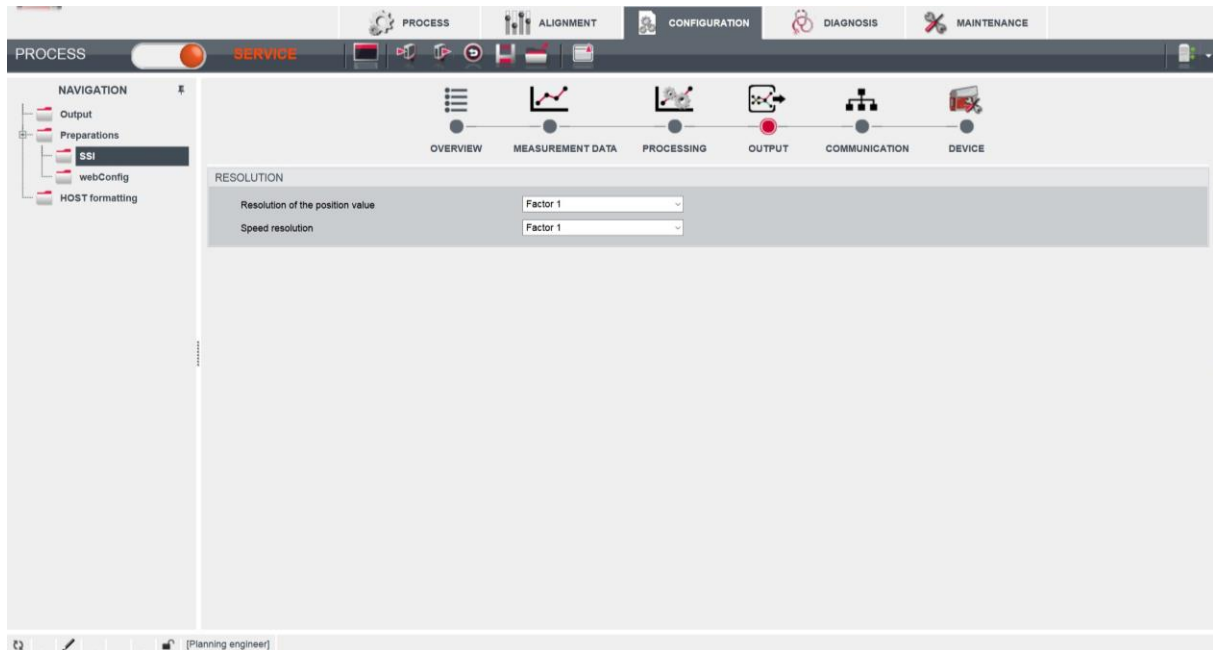 PROCESS ALIGNMENT CONFIGURATION DIAGNOSIS MAINTENANCE
PROCESS SERVICE
NAVIGATION
Output
Preparations
SSI
webConfig
HOST formatting
OVERVIEW MEASUREMENT DATA PROCESSING OUTPUT COMMUNICATION DEVICE
RESOLUTION
Resolution of the position value Factor 1
Speed resolution Factor 1
[Planning engineer]